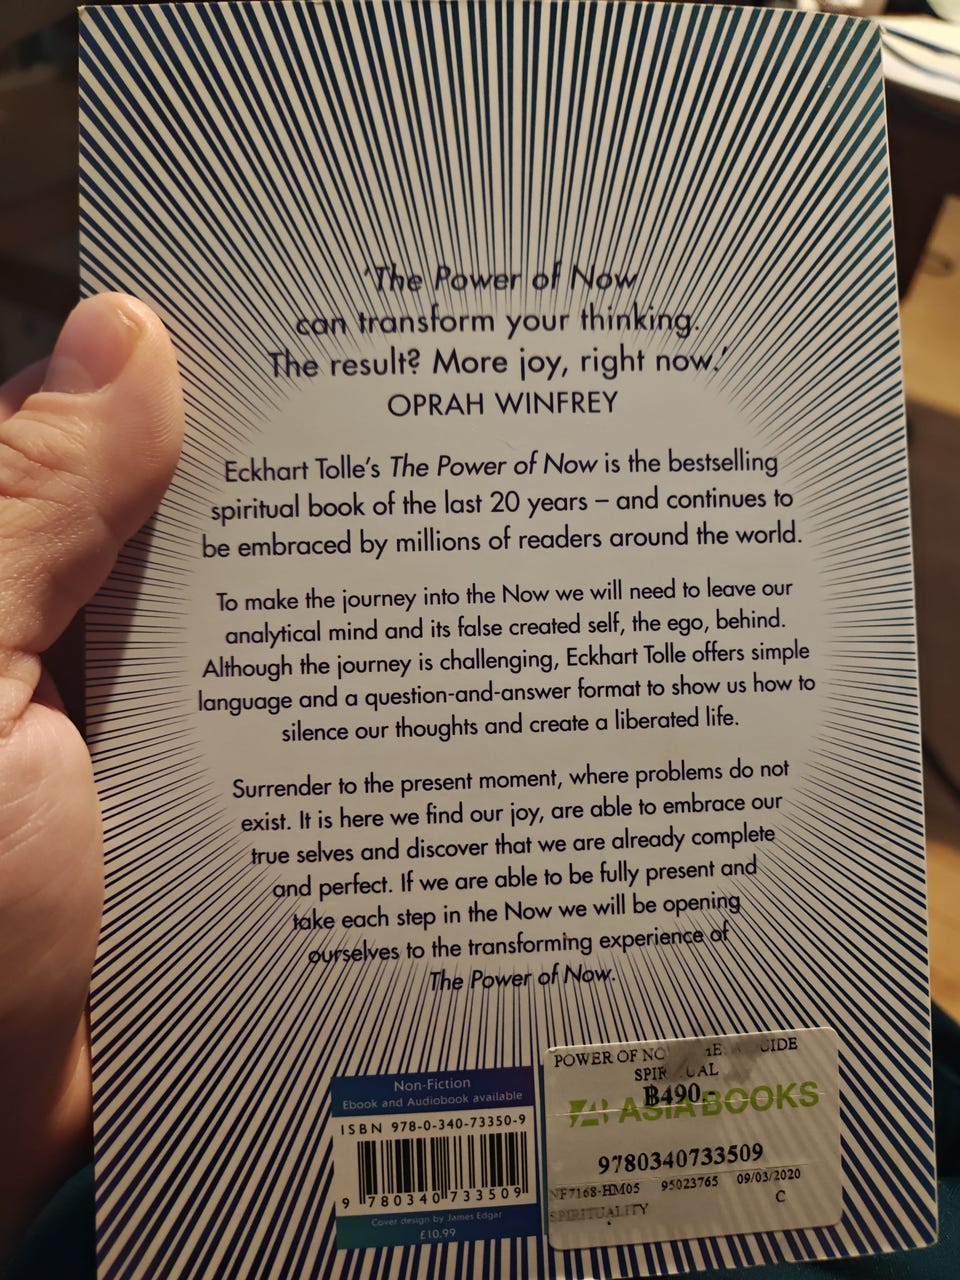 'The Power of Now
can transform your thinking.
The result? More joy, right now.'
OPRAH WINFREY
Eckhart Tolle's The Power of Now is the bestselling
spiritual book of the last 20 years – and continues to
be embraced by millions of readers around the world.
To make the journey into the Now we will need to leave our
analytical mind and its false created self, the ego, behind.
Although the journey is challenging, Eckhart Tolle offers simple
language and a question-and-answer format to show us how to
silence our thoughts and create a liberated life.
Surrender to the present moment, where problems do not
exist. It is here we find our joy, are able to embrace our
true selves and discover that we are already complete
and perfect. If we are able to be fully present and
take each step in the Now we will be opening
ourselves to the transforming experience of
The Power of Now.
Non-Fiction
Ebook and Audiobook available
ISBN 978-0-340-73350-9
9 780340 733509
Cover design by James Edgar
£10.99
POWER OF
฿490.-
ASIA BOOKS
9780340733509
NF7168-HM05 95023765 09/03/2020
SPIRITUALITY C